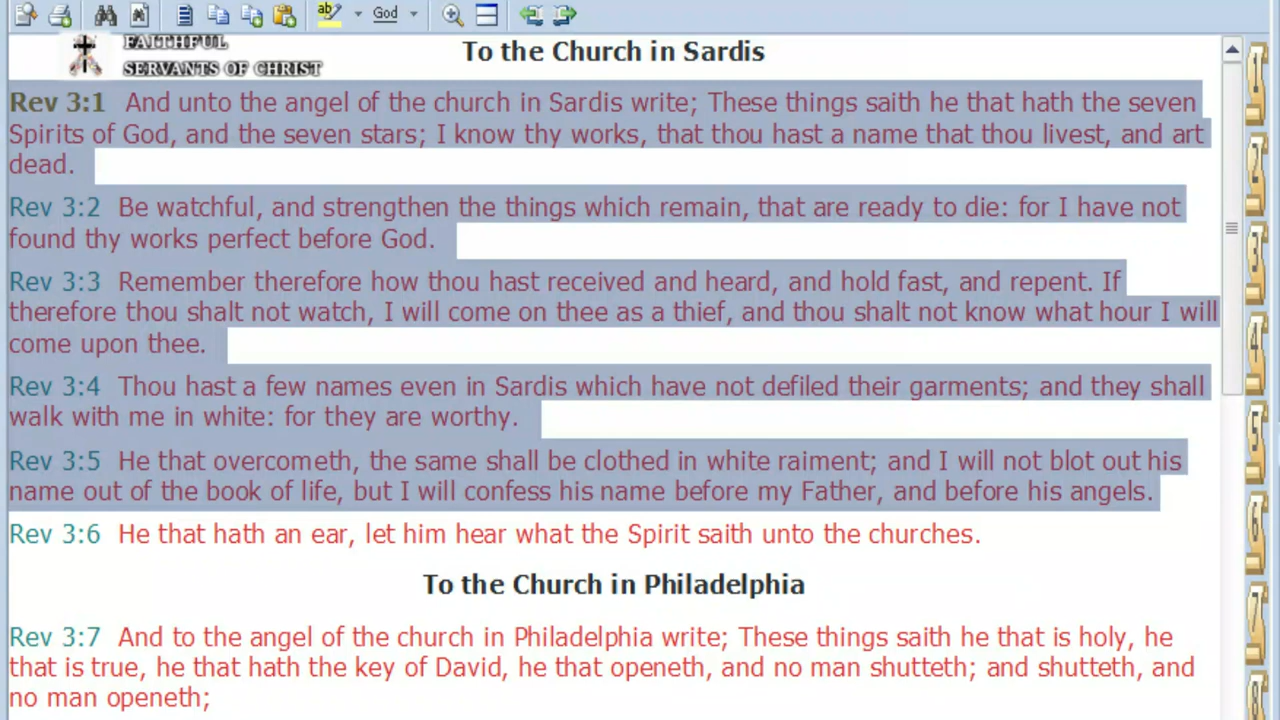 ab
God
FAITHFUL
SERVANTS OF CHRIST
To the Church in Sardis
Rev 3:1 And unto the angel of the church in Sardis write; These things saith he that hath the seven
Spirits of God, and the seven stars; I know thy works, that thou hast a name that thou livest, and art
dead.
Rev 3:2 Be watchful, and strengthen the things which remain, that are ready to die: for I have not
found thy works perfect before God.
Rev 3:3 Remember therefore how thou hast received and heard, and hold fast, and repent. If
therefore thou shalt not watch, I will come on thee as a thief, and thou shalt not know what hour I will
come upon thee.
Rev 3:4 Thou hast a few names even in Sardis which have not defiled their garments; and they shall
walk with me in white: for they are worthy.
Rev 3:5 He that overcometh, the same shall be clothed in white raiment; and I will not blot out his
name out of the book of life, but I will confess his name before my Father, and before his angels.
Rev 3:6 He that hath an ear, let him hear what the Spirit saith unto the churches.
To the Church in Philadelphia
Rev 3:7 And to the angel of the church in Philadelphia write; These things saith he that is holy, he
that is true, he that hath the key of David, he that openeth, and no man shutteth; and shutteth, and
no man openeth;
1
2
3
4
5
6
7
8